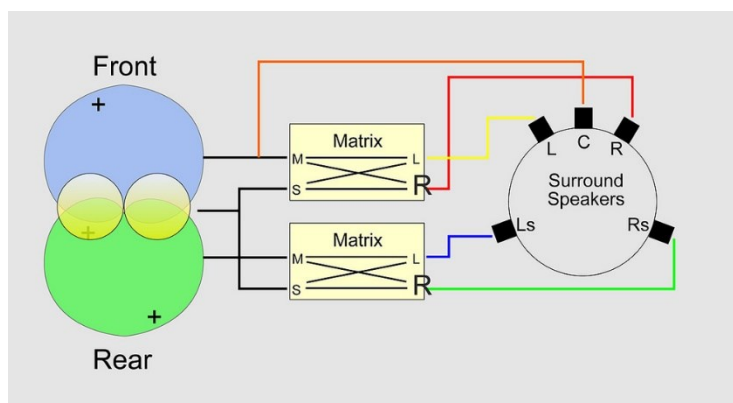 Front
+
Matrix
M
L
S
R
L
C
R
Surround
Speakers
Ls
Rs
+
Matrix
M
L
S
R
+
Rear